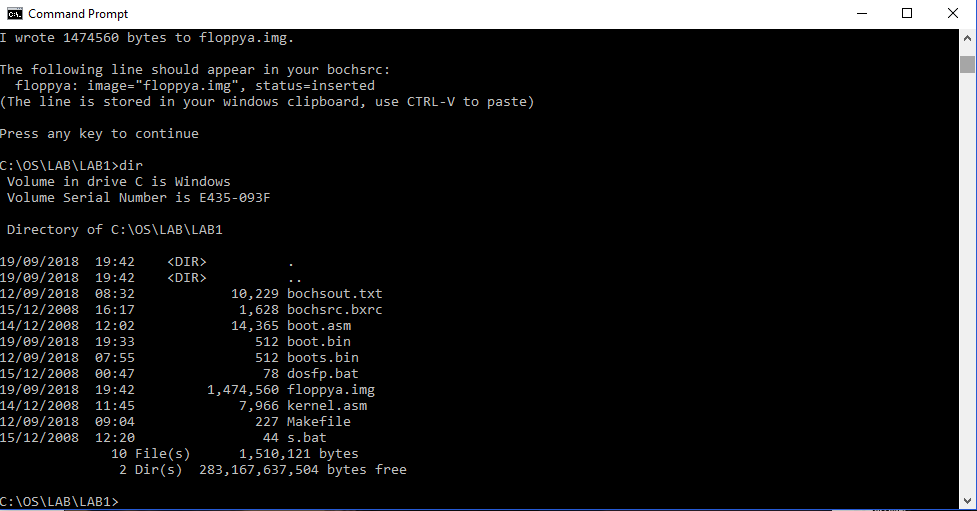 Command Prompt
I wrote 1474560 bytes to floppya.img.
The following line should appear in your bochsrc:
  floppya: image="floppya.img", status=inserted
(The line is stored in your windows clipboard, use CTRL-V to paste)
Press any key to continue
C:\OS\LAB\LAB1>dir
 Volume in drive C is Windows
 Volume Serial Number is E435-093F
 Directory of C:\OS\LAB\LAB1
19/09/2018  19:42    <DIR>          .
19/09/2018  19:42    <DIR>          ..
12/09/2018  08:32            10,229 bochsout.txt
15/12/2008  16:17             1,628 bochsrc.bxrc
14/12/2008  12:02            14,365 boot.asm
19/09/2018  19:33               512 boot.bin
12/09/2018  07:55               512 boots.bin
15/12/2008  00:47                78 dosfp.bat
19/09/2018  19:42         1,474,560 floppya.img
14/12/2008  11:45             7,966 kernel.asm
12/09/2018  09:04               227 Makefile
15/12/2008  12:20                44 s.bat
              10 File(s)      1,510,121 bytes
               2 Dir(s)  283,167,637,504 bytes free
C:\OS\LAB\LAB1>